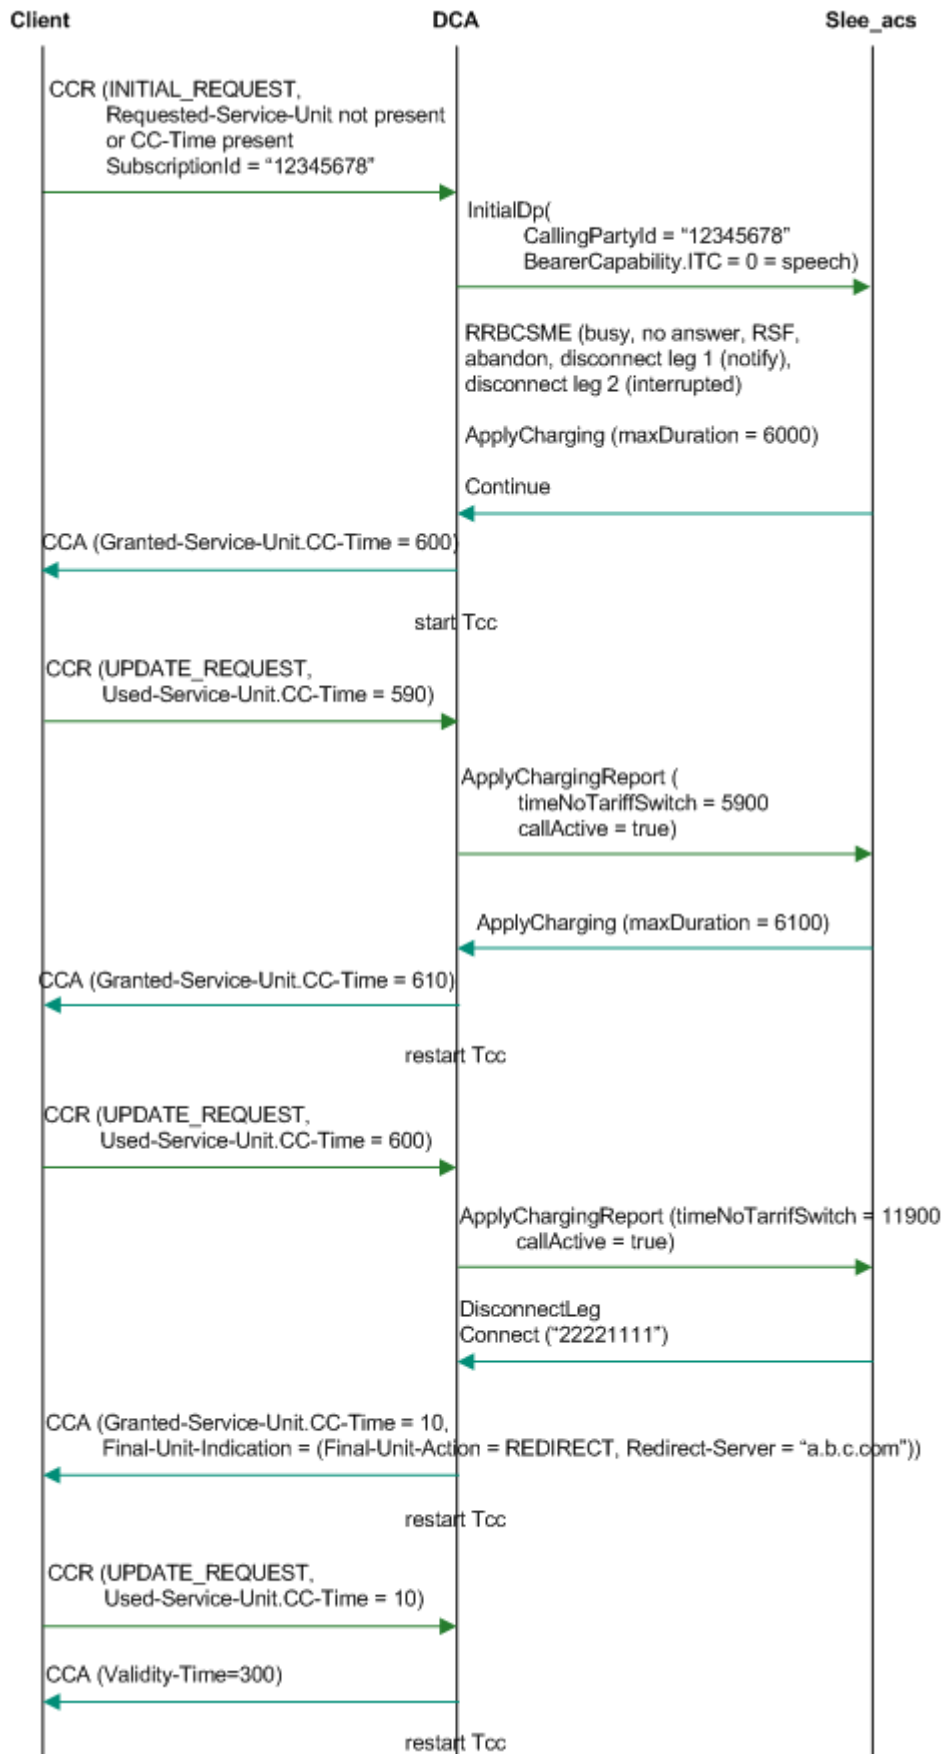 Client DCA Slee_acs
CCR (INITIAL_REQUEST,
Requested-Service-Unit not present
or CC-Time present
SubscriptionId = “12345678”
InitialDp(
CallingPartyId = “12345678”
BearerCapability.ITC = 0 = speech)
RRBCSME (busy, no answer, RSF,
abandon, disconnect leg 1 (notify),
disconnect leg 2 (interrupted)
ApplyCharging (maxDuration = 6000)
Continue
CCA (Granted-Service-Unit.CC-Time = 600)
start Tcc
CCR (UPDATE_REQUEST,
Used-Service-Unit.CC-Time = 590)
ApplyChargingReport (
timeNoTariffSwitch = 5900
callActive = true)
ApplyCharging (maxDuration = 6100)
CCA (Granted-Service-Unit.CC-Time = 610)
restart Tcc
CCR (UPDATE_REQUEST,
Used-Service-Unit.CC-Time = 600)
ApplyChargingReport (timeNoTarrifSwitch = 11900
callActive = true)
DisconnectLeg
Connect (“22221111”)
CCA (Granted-Service-Unit.CC-Time = 10,
Final-Unit-Indication = (Final-Unit-Action = REDIRECT, Redirect-Server = “a.b.c.com”))
restart Tcc
CCR (UPDATE_REQUEST,
Used-Service-Unit.CC-Time = 10)
CCA (Validity-Time=300)
restart Tcc